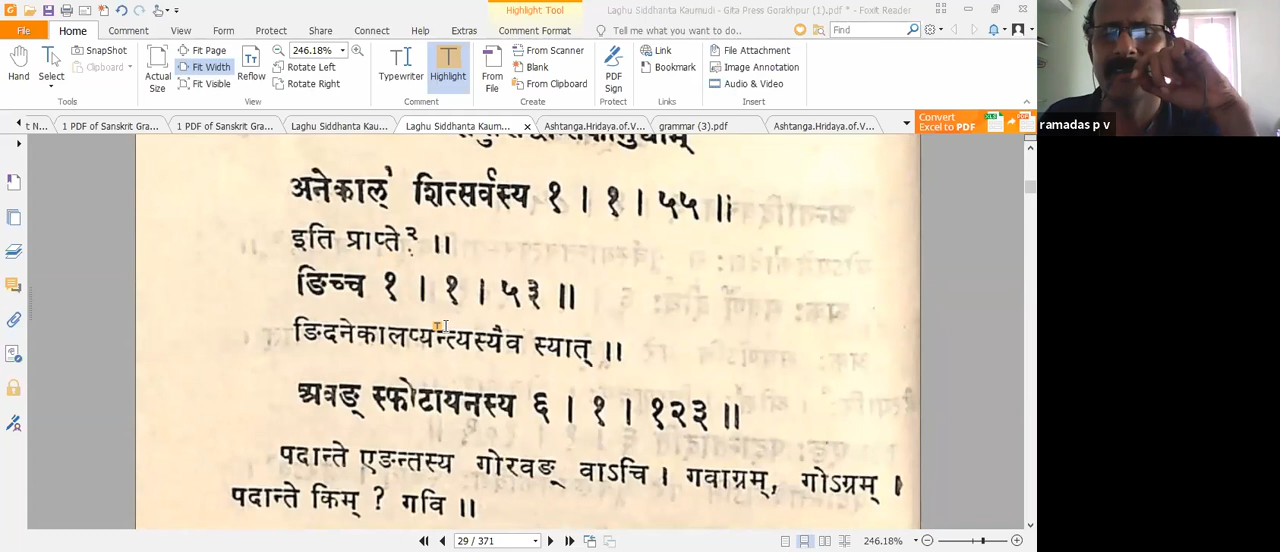 Highlight Tool
Laghu Siddhanta Kaumudi - Gita Press Gorakhpur (1).pdf * - Foxit Reader
File Home Comment View Form Protect Share Connect Help Extras Comment Format Tell me what you want to do.. Find
SnapShot Fit Page 246.18% From Scanner Link File Attachment
Clipboard Fit Width Rotate Left Blank Bookmark Image Annotation
Hand Select Actual Size Reflow Fit Visible Rotate Right Typewriter Highlight From File From Clipboard PDF Sign Audio & Video
Tools View Comment Create Protect Links Insert
t N... 1 PDF of Sanskrit Gra... 1 PDF of Sanskrit Gra... Laghu Siddhanta Kau... Laghu Siddhanta Kaum... Ashtanga.Hridaya.of.V... grammar (3).pdf Ashtanga.Hridaya.of.V... Convert Excel to PDF
ramadas p v
अनेकाल्१ शित्सर्वस्य १ । १ । ५५ ॥
इति प्राप्ते२ ॥
ङिच्च १ । १ । ५३ ॥
ङिदनेकालप्यन्त्यस्यैव स्यात् ॥
अवङ् स्फोटायनस्य ६ । १ । १२३ ॥
पदान्ते एङन्तस्य गोरवङ् वाऽचि । गवाग्रम्, गोऽग्रम् ।
पदान्ते किम् ? गवि ॥
29 / 371 246.18%